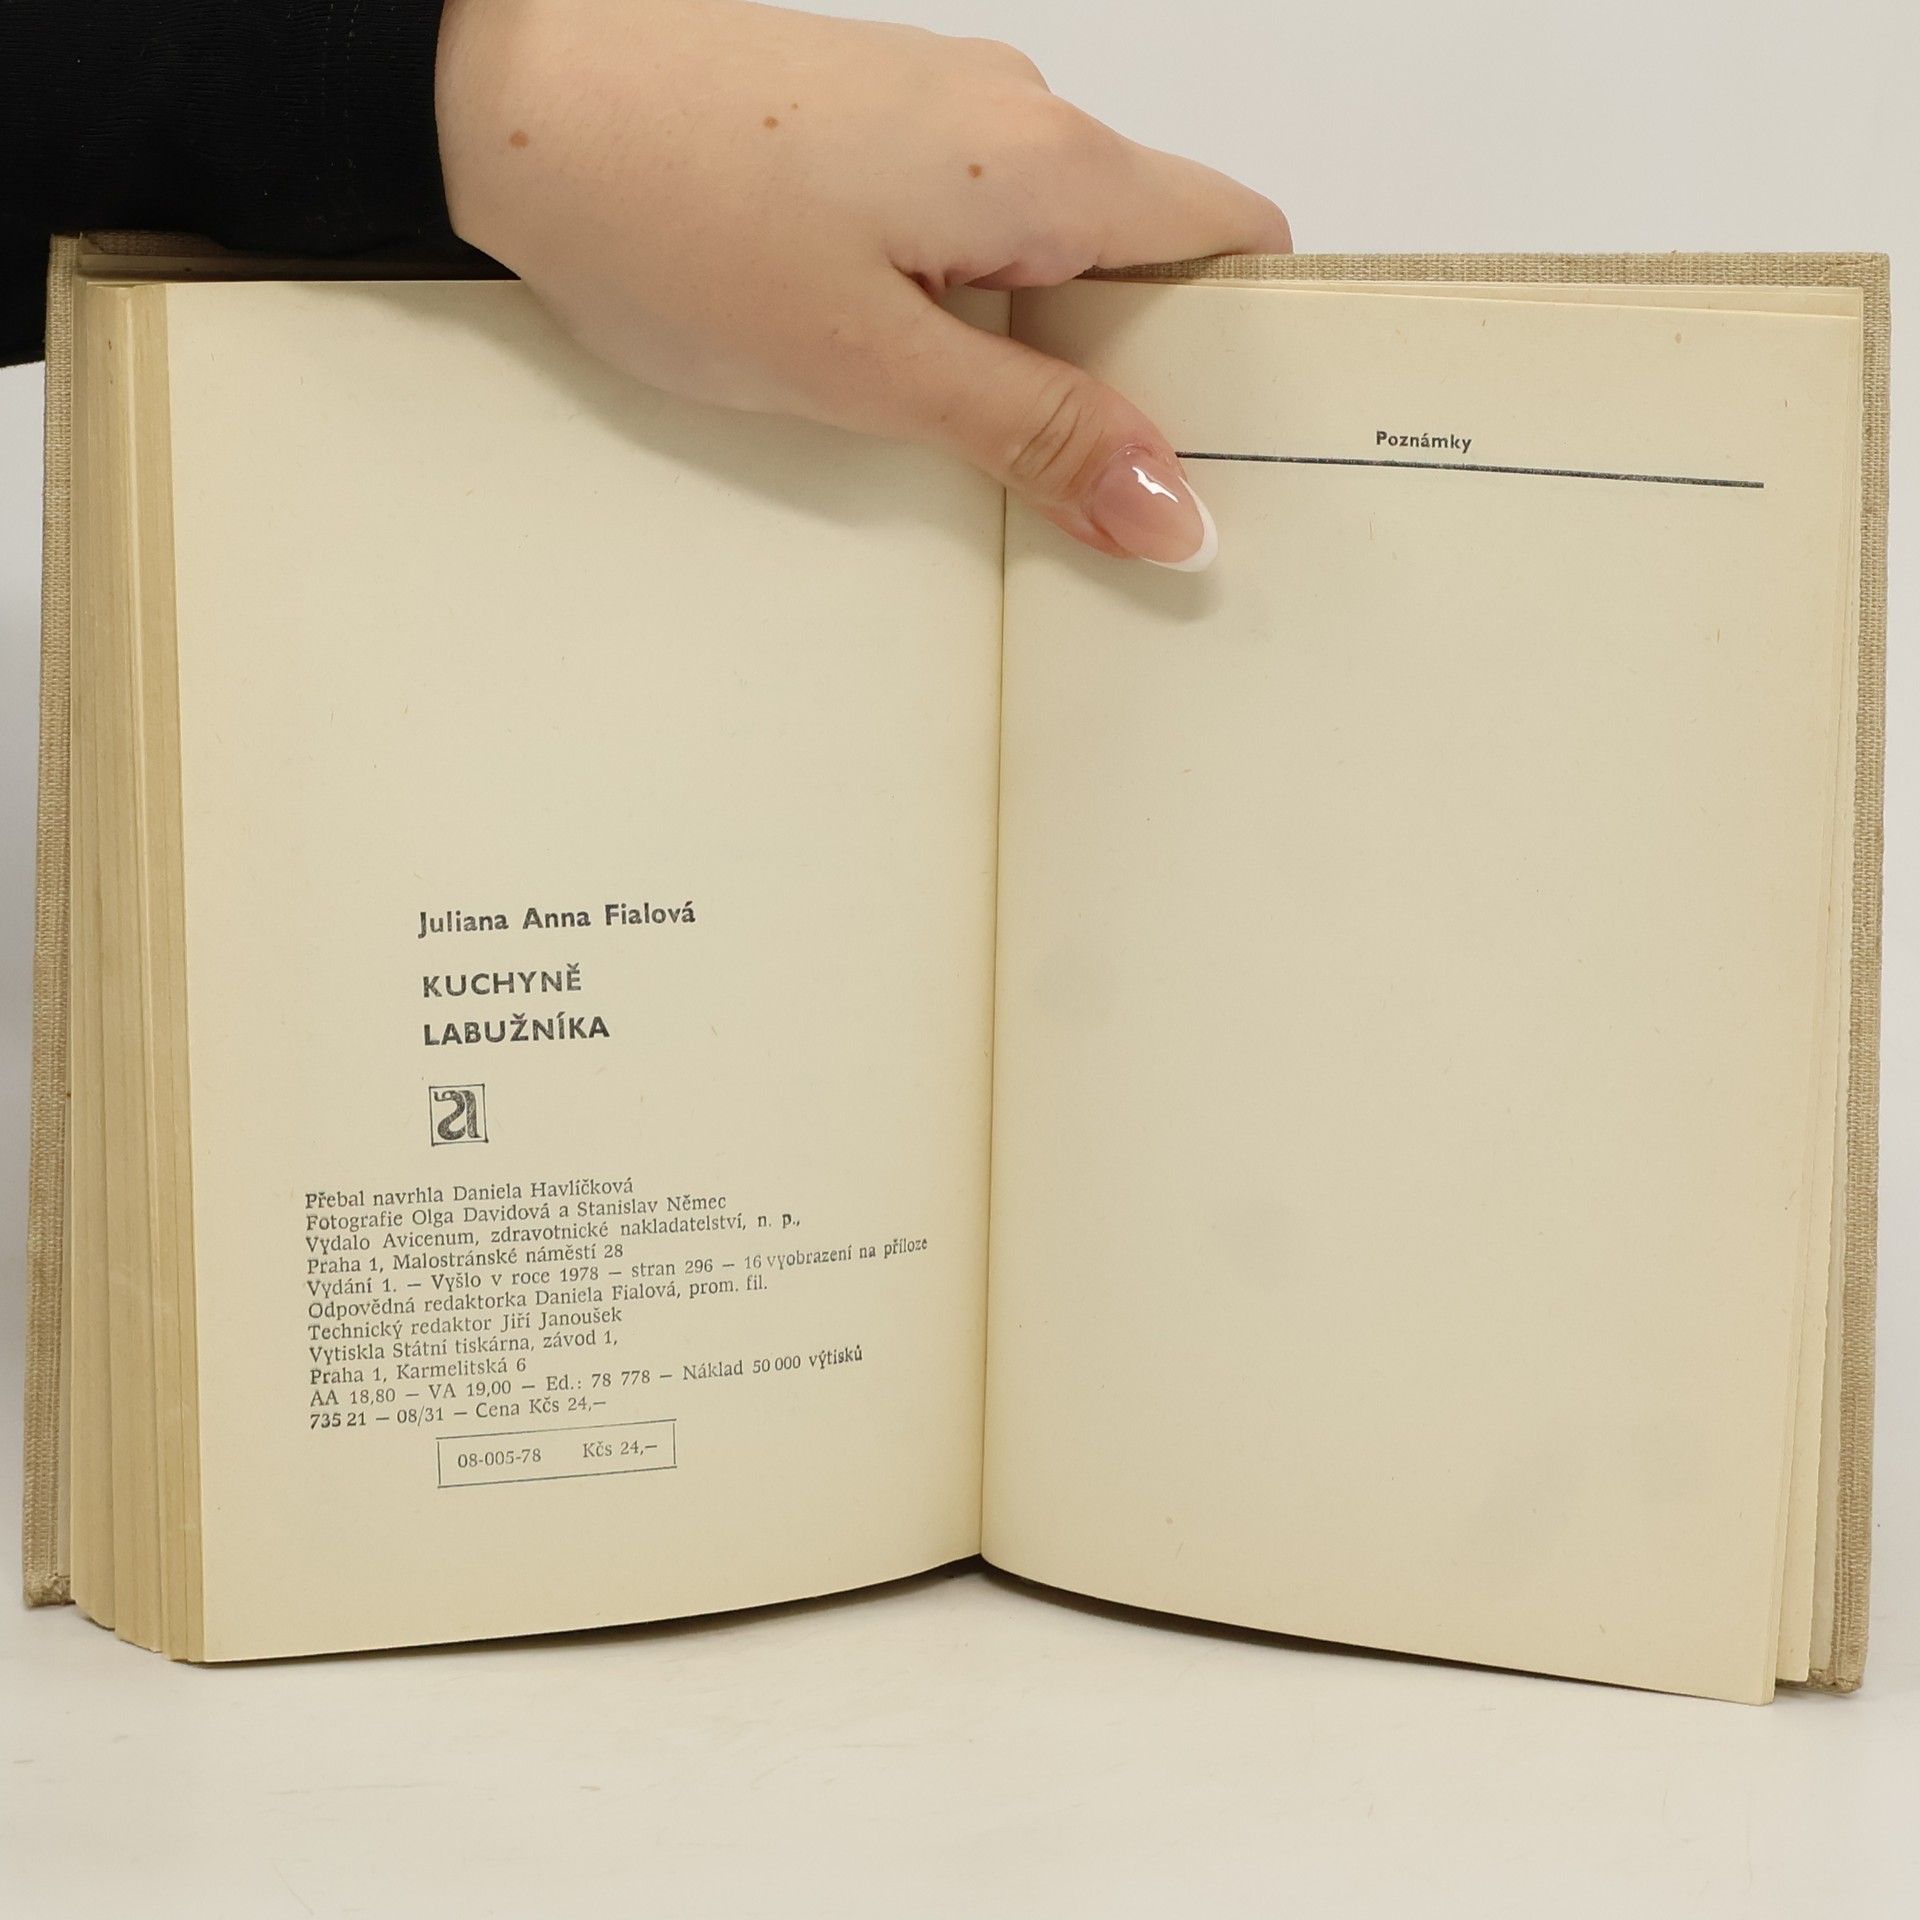 Juliana Anna Fialová
KUCHYNĚ
LABUŽNÍKA
Přebal navrhla Daniela Havlíčková
Fotografie Olga Davidová a Stanislav Němec
Vydalo Avicenum, zdravotnické nakladatelství, n. p.,
Praha 1, Malostránské náměstí 28
Vydání 1. — Vyšlo v roce 1978 — stran 296 — 16 vyobrazení na příloze
Odpovědná redaktorka Daniela Fialová, prom. fil.
Technický redaktor Jiří Janoušek
Vytiskla Státní tiskárna, závod 1,
Praha 1, Karmelitská 6
AA 18,80 — VA 19,00 — Ed.: 78 778 — Náklad 50 000 výtisků
735 21 — 08/31 — Cena Kčs 24,—
08-005-78 Kčs 24,—
Poznámky